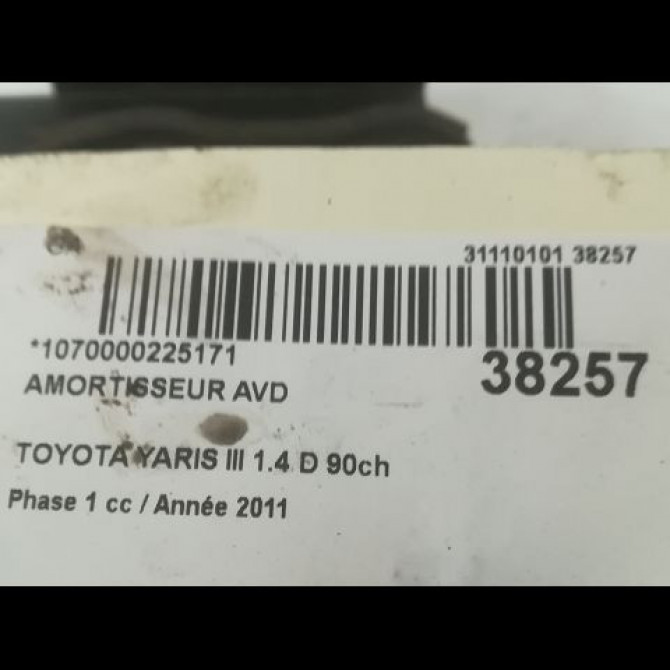 31110101 38257
*1070000225171
38257
AMORTISSEUR AVD
TOYOTA YARIS III 1.4 D 90ch
Phase 1 cc / Année 2011